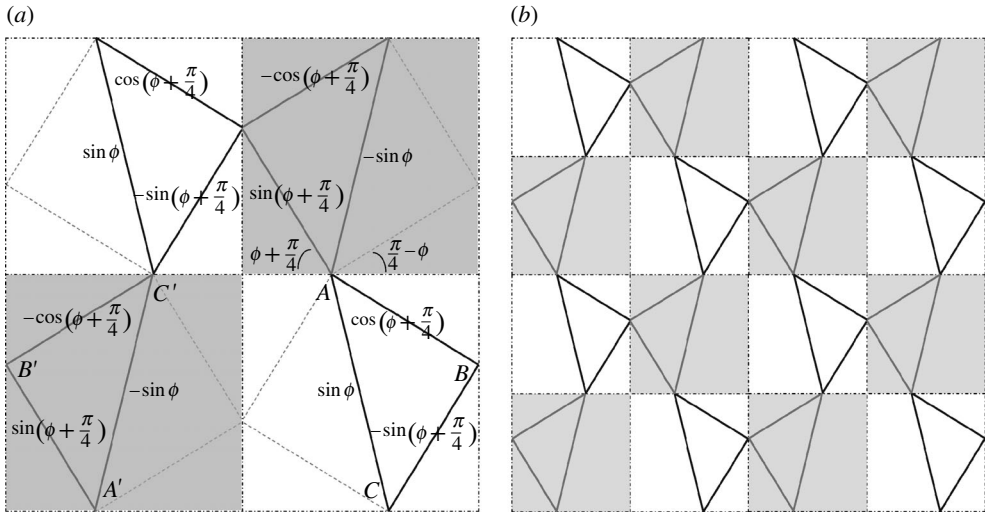 (a)
(b)
cos(ϕ + π/4)
−cos(ϕ + π/4)
sin ϕ
−sin ϕ
−sin(ϕ + π/4)
sin(ϕ + π/4)
ϕ + π/4
π/4 − ϕ
C′
A
−cos(ϕ + π/4)
cos(ϕ + π/4)
B′
B
−sin ϕ
sin ϕ
sin(ϕ + π/4)
−sin(ϕ + π/4)
A′
C